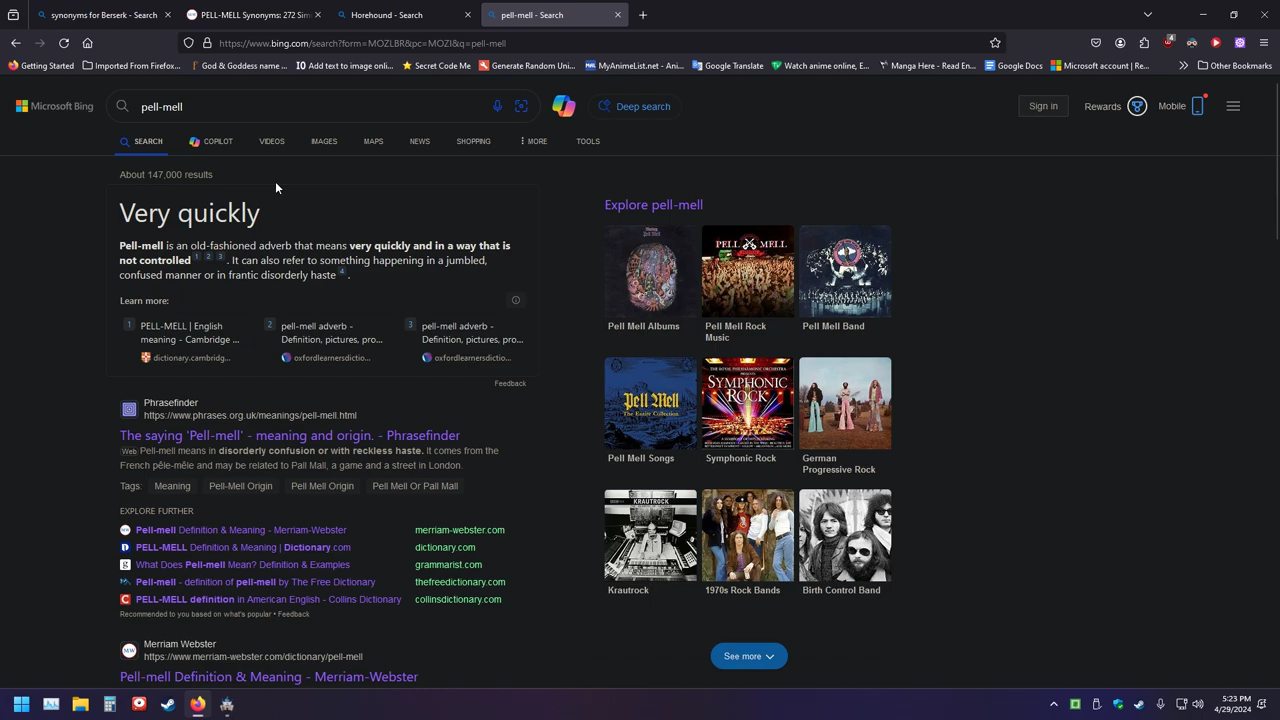 synonyms for Berserk - Search
PELL-MELL Synonyms: 272 Sim
Horehound - Search
pell-mell - Search
https://www.bing.com/search?form=MOZLBR&pc=MOZI&q=pell-mell
Getting Started
Imported From Firefox...
God & Goddess name ...
Add text to image onli...
Secret Code Me
Generate Random Uni...
MyAnimeList.net - Ani...
Google Translate
Watch anime online, E...
Manga Here - Read En...
Google Docs
Microsoft account | Re...
Other Bookmarks
Microsoft Bing
pell-mell
Deep search
Sign in
Rewards
Mobile
SEARCH
COPILOT
VIDEOS
IMAGES
MAPS
NEWS
SHOPPING
MORE
TOOLS
About 147,000 results
Very quickly
Pell-mell is an old-fashioned adverb that means very quickly and in a way that is
not controlled 1 2 3 . It can also refer to something happening in a jumbled,
confused manner or in frantic disorderly haste 4 .
Learn more:
1 PELL-MELL | English
meaning - Cambridge ...
dictionary.cambridg...
2 pell-mell adverb -
Definition, pictures, pro...
oxfordlearnersdictio...
3 pell-mell adverb -
Definition, pictures, pro...
oxfordlearnersdictio...
Feedback
Phrasefinder
https://www.phrases.org.uk/meanings/pell-mell.html
The saying 'Pell-mell' - meaning and origin. - Phrasefinder
Pell-mell means in disorderly confusion; with reckless haste. It comes from the
French pêle-mêle and may be related to Pall Mall, a game and a street in London.
Tags:
Meaning
Pell-Mell Origin
Pell Mell Origin
Pell Mell Or Pall Mall
EXPLORE FURTHER
Pell-mell Definition & Meaning - Merriam-Webster
merriam-webster.com
PELL-MELL Definition & Meaning | Dictionary.com
dictionary.com
What Does Pell-mell Mean? Definition & Examples
grammarist.com
Pell-mell - definition of pell-mell by The Free Dictionary
thefreedictionary.com
PELL-MELL definition in American English - Collins Dictionary
collinsdictionary.com
Recommended to you based on what's popular • Feedback
Merriam Webster
https://www.merriam-webster.com/dictionary/pell-mell
Pell-mell Definition & Meaning - Merriam-Webster
Explore pell-mell
PELL MELL
Pell Mell Albums
Pell Mell Rock
Music
Pell Mell Band
Pell Mell
The Entire Collection
SYMPHONIC
ROCK
Pell Mell Songs
Symphonic Rock
German
Progressive Rock
KRAUTROCK
Krautrock
1970s Rock Bands
Birth Control Band
See more
5:23 PM
4/29/2024